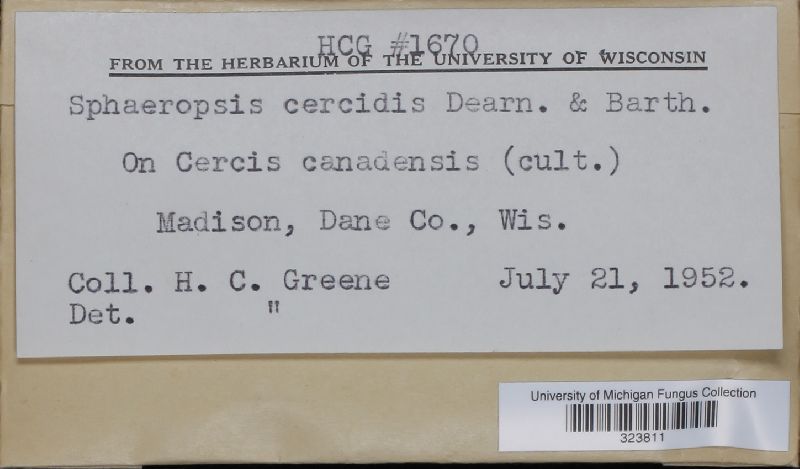 HCG #1670
FROM THE HERBARIUM OF THE UNIVERSITY OF WISCONSIN
Sphaeropsis cercidis Dearn. & Barth.
On Cercis canadensis (cult.)
Madison, Dane Co., Wis.
Coll. H. C. Greene July 21, 1952.
Det. "
University of Michigan Fungus Collection
323811